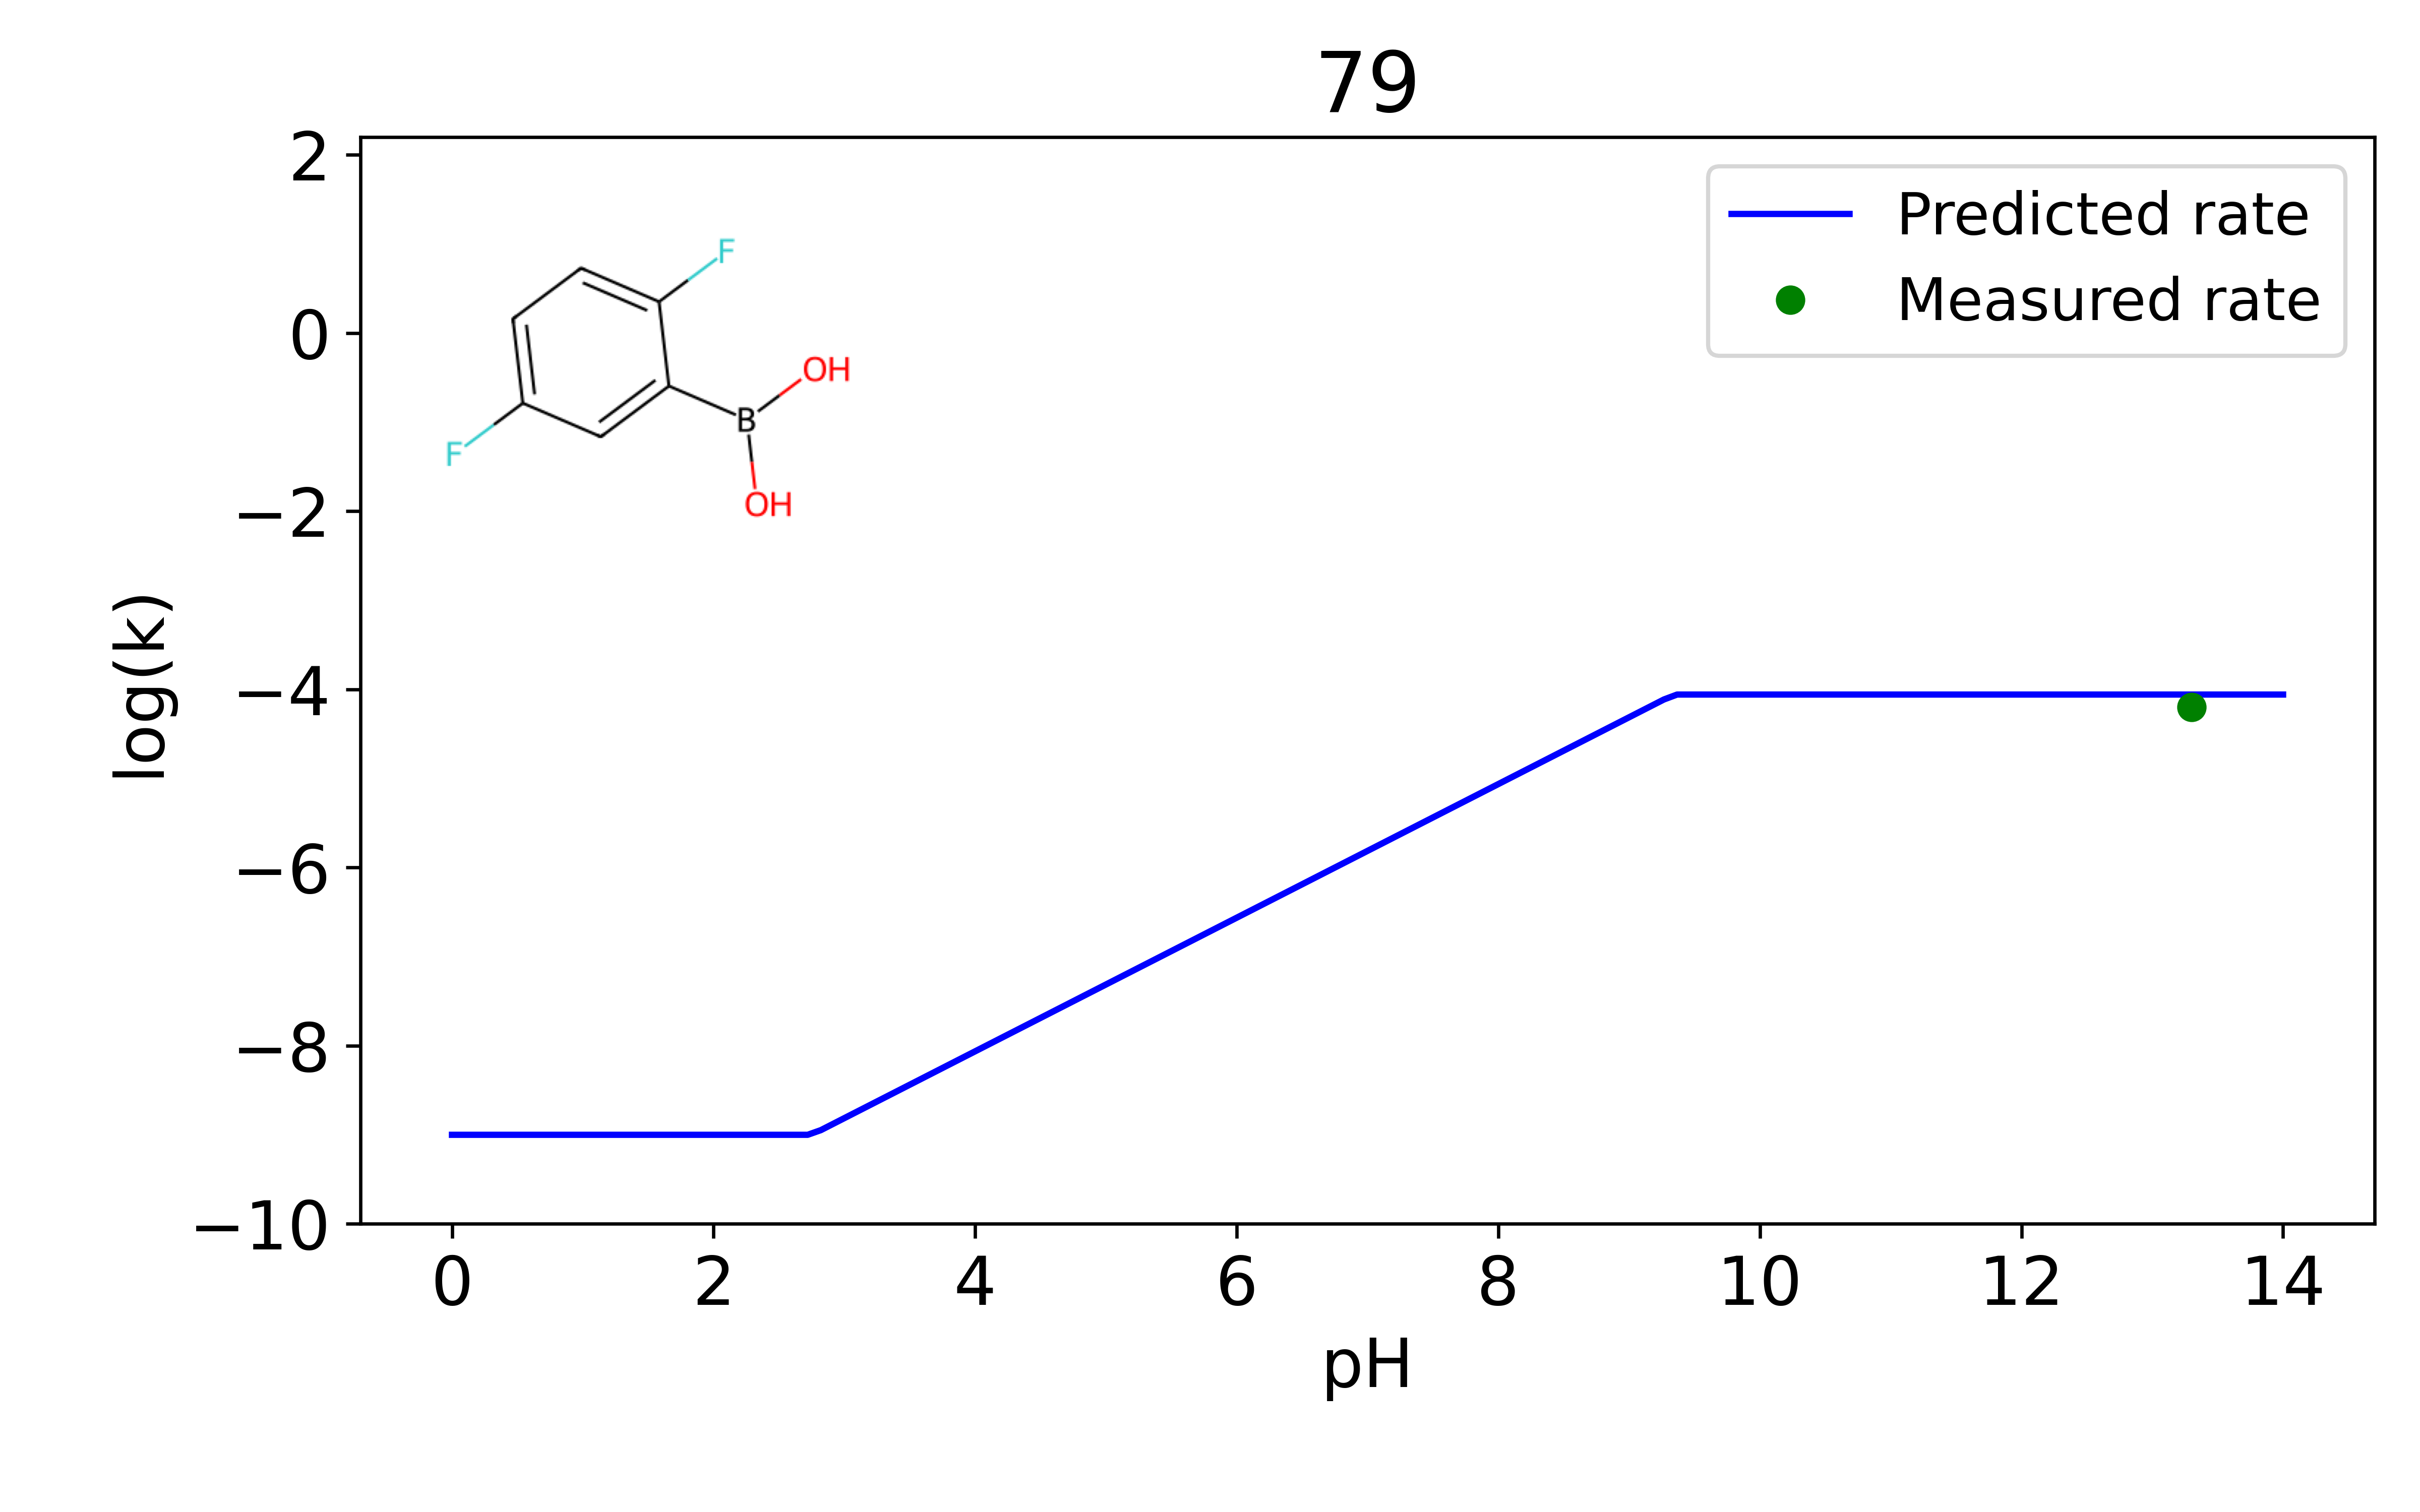 79
2
0
−2
−4
−6
−8
−10
log(k)
0 2 4 6 8 10 12 14
pH
Predicted rate
Measured rate
F
F
B
OH
OH